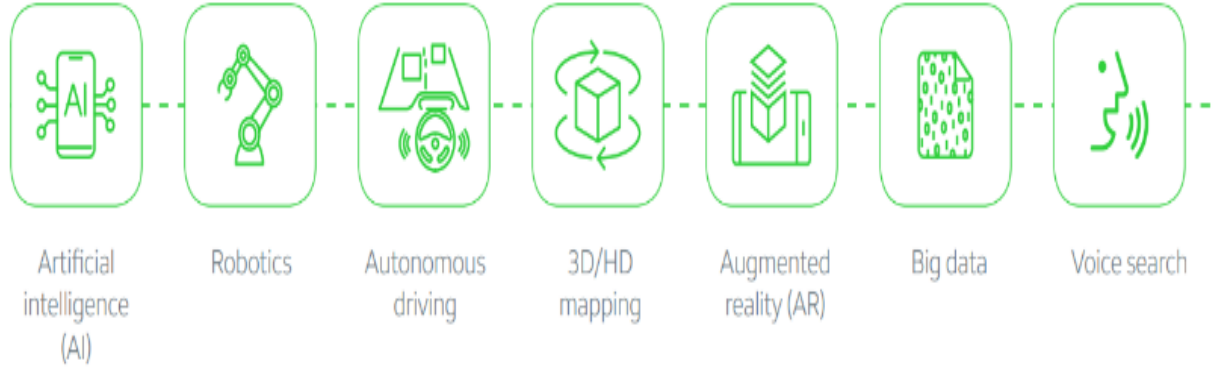 AI
Artificial
intelligence
(AI)
Robotics
Autonomous
driving
3D/HD
mapping
Augmented
reality (AR)
Big data
Voice search